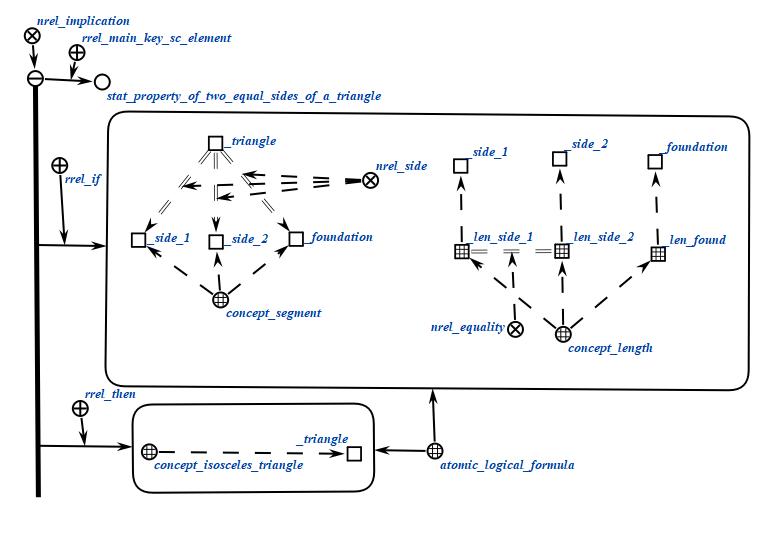 nrel_implication
rrel_main_key_sc_element
stat_property_of_two_equal_sides_of_a_triangle
_triangle
_side_1
_side_2
_foundation
nrel_side
rrel_if
_side_1
_side_2
_foundation
_len_side_1
_len_side_2
_len_found
concept_segment
nrel_equality
concept_length
rrel_then
_triangle
concept_isosceles_triangle
atomic_logical_formula